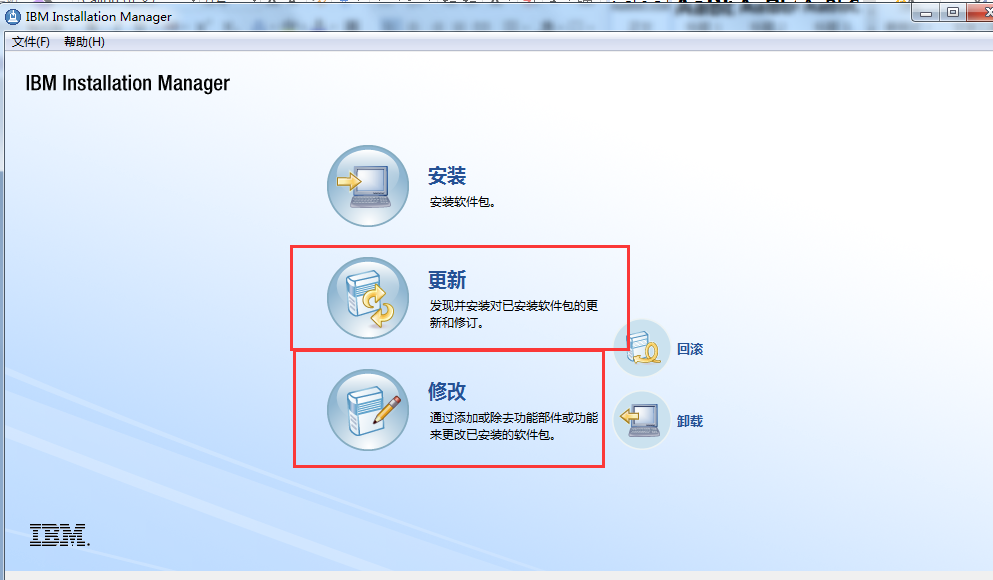 IBM Installation Manager
文件(F) 帮助(H)
IBM Installation Manager
安装
安装软件包。
更新
发现并安装对已安装软件包的更
新和修订。
回滚
修改
通过添加或除去功能部件或功能
来更改已安装的软件包。
卸载
IBM.